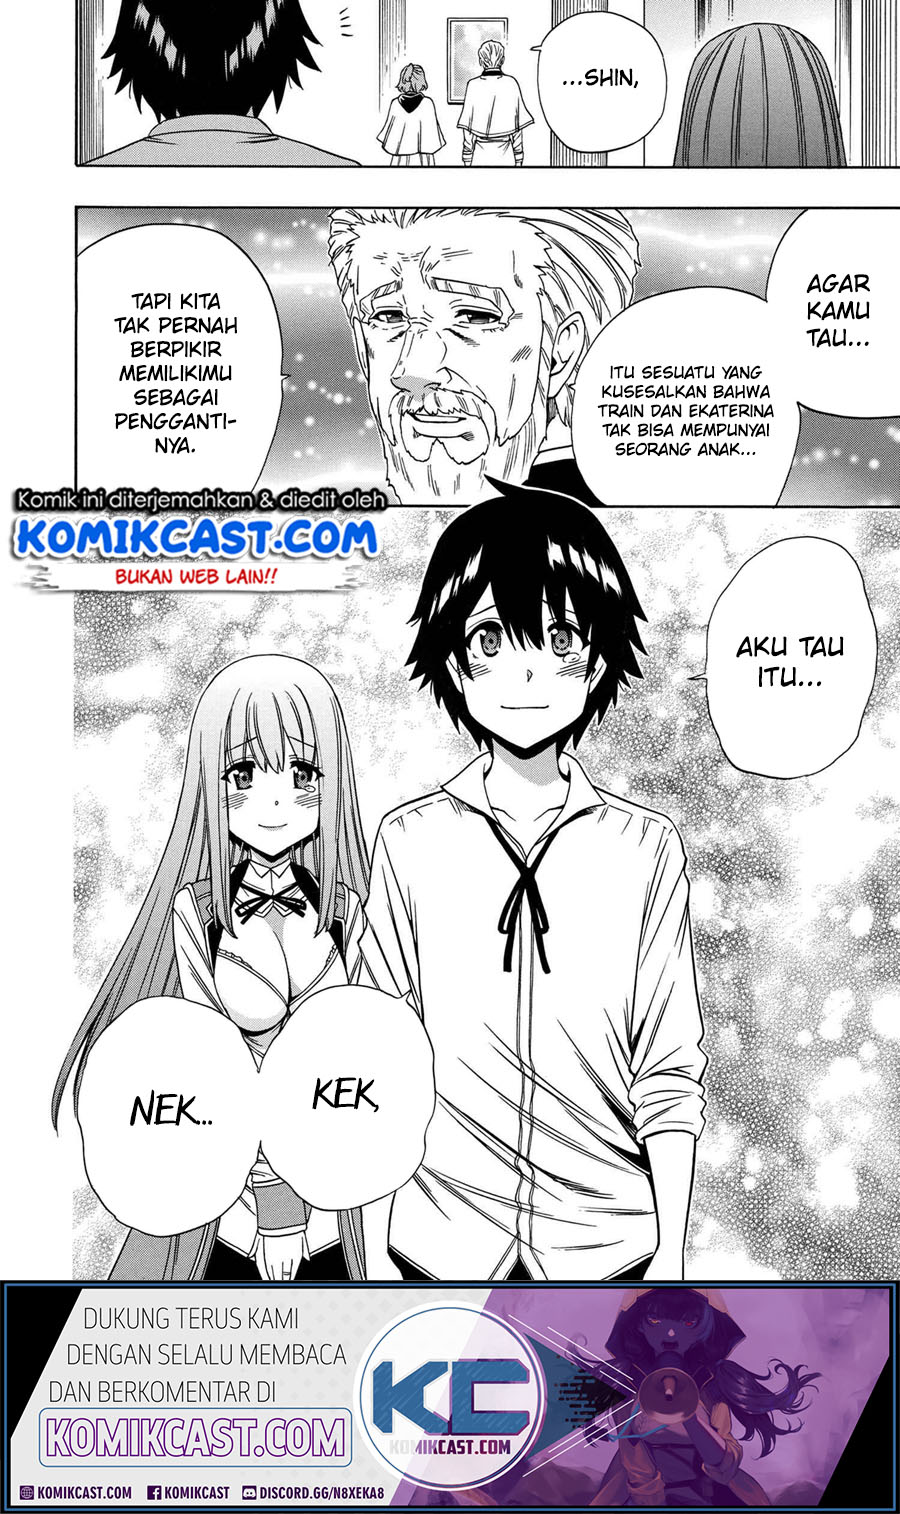 ...SHIN,
AGAR
KAMU
TAU...
ITU SESUATU YANG
KUSESALKAN BAHWA
TRAIN DAN EKATERINA
TAK BISA MEMPUNYAI
SEORANG ANAK...
TAPI KITA
TAK PERNAH
BERPIKIR
MEMILIKIMU
SEBAGAI
PENGGANTI-
NYA.
Komik ini diterjemahkan & diedit oleh
KOMIKCAST.COM
BUKAN WEB LAIN!!
AKU TAU
ITU...
KEK,
NEK...
DUKUNG TERUS KAMI
DENGAN SELALU MEMBACA
DAN BERKOMENTAR DI
KOMIKCAST.COM
KOMIKCAST.COM
KOMIKCAST
DISCORD.GG/N8XEKA8
KC
KOMIKCAST.COM